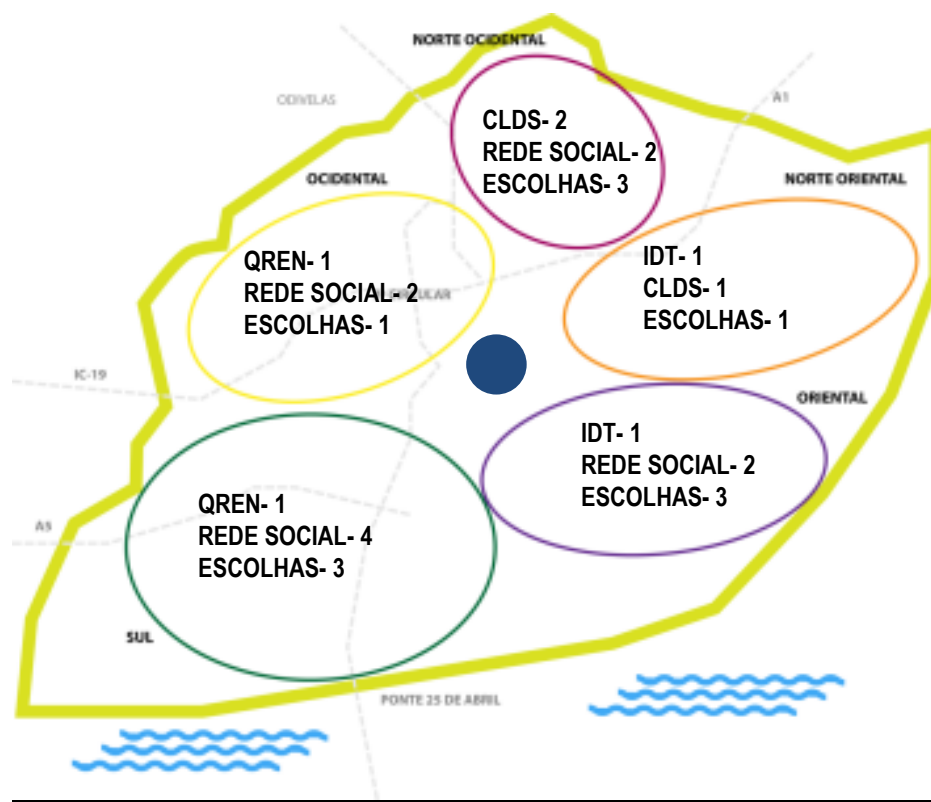 NORTE OCIDENTAL
ODIVELAS
A1
CLDS- 2
REDE SOCIAL- 2
ESCOLHAS- 3
OCIDENTAL
NORTE ORIENTAL
QREN- 1
REDE SOCIAL- 2
ESCOLHAS- 1
IDT- 1
CLDS- 1
ESCOLHAS- 1
IC-19
ORIENTAL
IDT- 1
REDE SOCIAL- 2
ESCOLHAS- 3
QREN- 1
REDE SOCIAL- 4
ESCOLHAS- 3
A5
SUL
PONTE 25 DE ABRIL